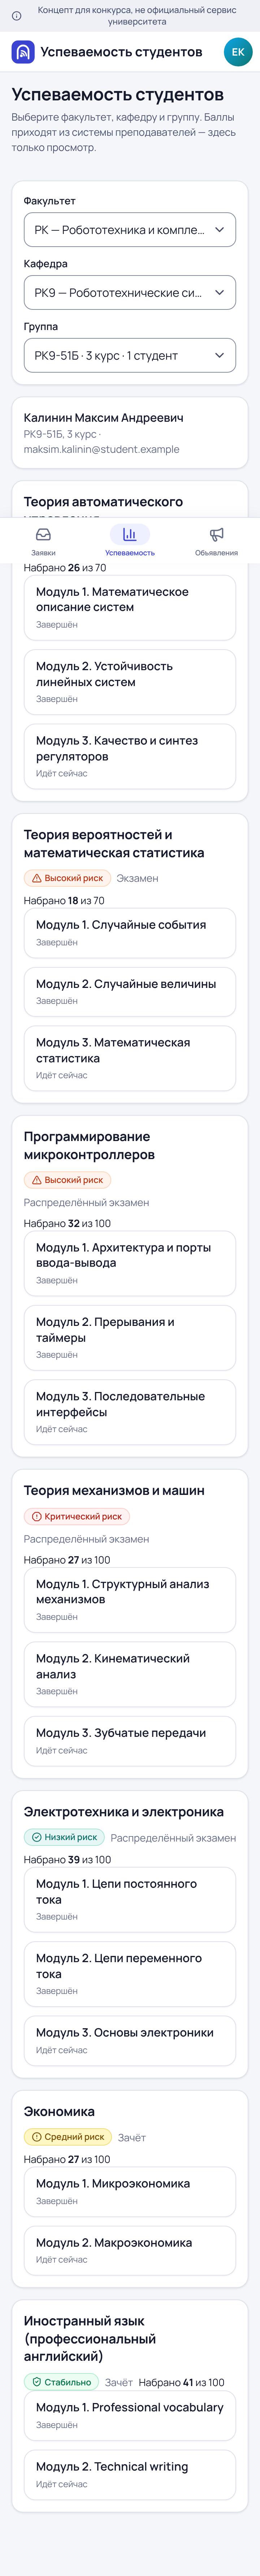 Концепт для конкурса, не официальный сервис
университета
Успеваемость студентов
ЕК
Успеваемость студентов
Выберите факультет, кафедру и группу. Баллы
приходят из системы преподавателей — здесь
только просмотр.
Факультет
РК — Робототехника и компле...
Кафедра
РК9 — Робототехнические си...
Группа
РК9-51Б · 3 курс · 1 студент
Калинин Максим Андреевич
РК9-51Б, 3 курс ·
maksim.kalinin@student.example
Теория автоматического
Заявки
Успеваемость
Объявления
Набрано 26 из 70
Модуль 1. Математическое
описание систем
Завершён
Модуль 2. Устойчивость
линейных систем
Завершён
Модуль 3. Качество и синтез
регуляторов
Идёт сейчас
Теория вероятностей и
математическая статистика
Высокий риск Экзамен
Набрано 18 из 70
Модуль 1. Случайные события
Завершён
Модуль 2. Случайные величины
Завершён
Модуль 3. Математическая
статистика
Идёт сейчас
Программирование
микроконтроллеров
Высокий риск
Распределённый экзамен
Набрано 32 из 100
Модуль 1. Архитектура и порты
ввода-вывода
Завершён
Модуль 2. Прерывания и
таймеры
Завершён
Модуль 3. Последовательные
интерфейсы
Идёт сейчас
Теория механизмов и машин
Критический риск
Распределённый экзамен
Набрано 27 из 100
Модуль 1. Структурный анализ
механизмов
Завершён
Модуль 2. Кинематический
анализ
Завершён
Модуль 3. Зубчатые передачи
Идёт сейчас
Электротехника и электроника
Низкий риск Распределённый экзамен
Набрано 39 из 100
Модуль 1. Цепи постоянного
тока
Завершён
Модуль 2. Цепи переменного
тока
Завершён
Модуль 3. Основы электроники
Идёт сейчас
Экономика
Средний риск Зачёт
Набрано 27 из 100
Модуль 1. Микроэкономика
Завершён
Модуль 2. Макроэкономика
Идёт сейчас
Иностранный язык
(профессиональный
английский)
Стабильно Зачёт Набрано 41 из 100
Модуль 1. Professional vocabulary
Завершён
Модуль 2. Technical writing
Идёт сейчас